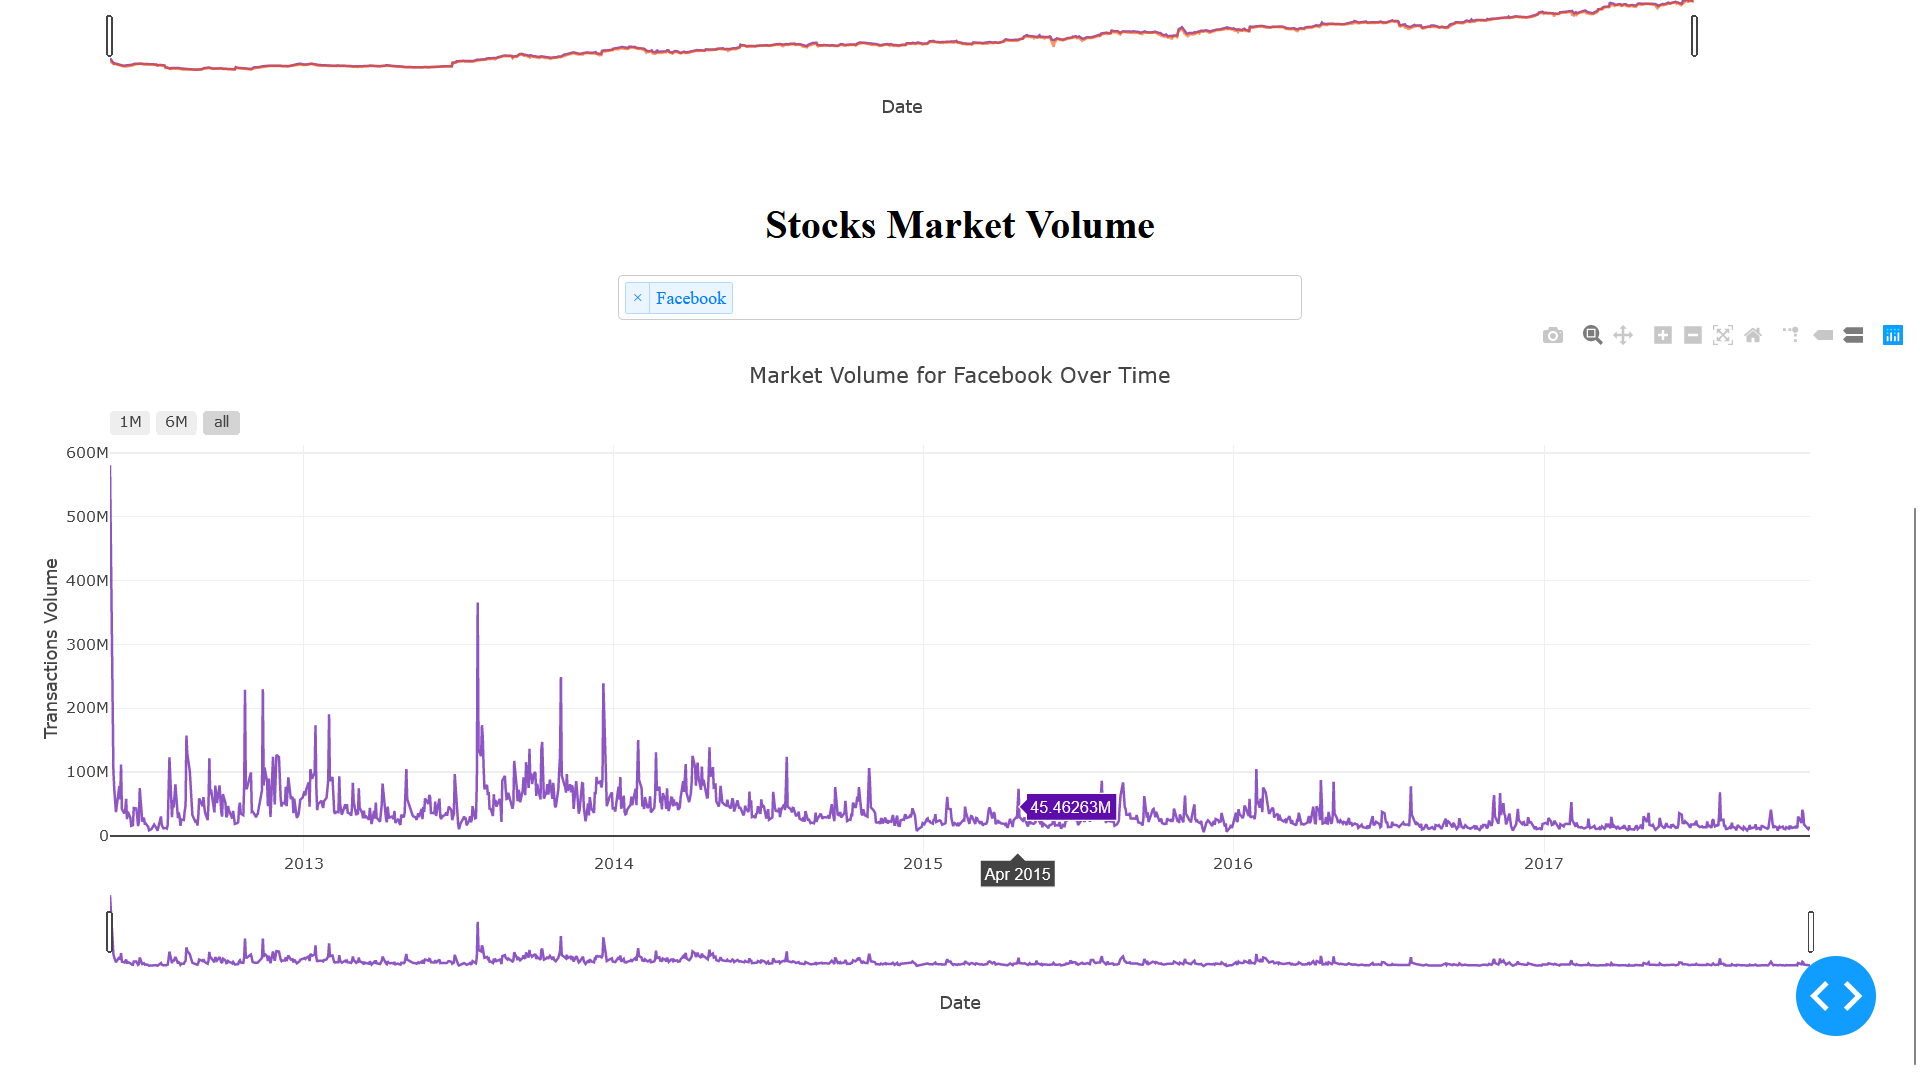 Date
Stocks Market Volume
× Facebook
Market Volume for Facebook Over Time
1M 6M all
600M
500M
400M
300M
200M
100M
0
Transactions Volume
45.46263M
2013 2014 2015 2016 2017
Apr 2015
Date